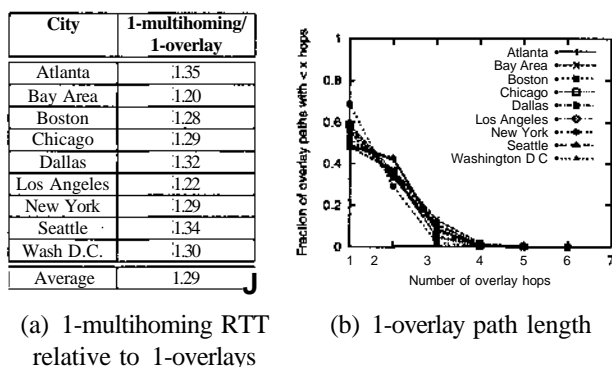 City 1-multihoming/
1-overlay
Atlanta 1.35
Bay Area 1.20
Boston 1.28
Chicago 1.29
Dallas 1.32
Los Angeles 1.22
New York 1.29
Seattle 1.34
Wash D.C. 1.30
Average 1.29
J
(a) 1-multihoming RTT
relative to 1-overlays
Fraction of overlay paths with < x hops
1
0.8
0.6
0.4
0.2
0
1 2 3 4 5 6 7
Number of overlay hops
Atlanta
Bay Area
Boston
Chicago
Dallas
Los Angeles
New York
Seattle
Washington D C
(b) 1-overlay path length